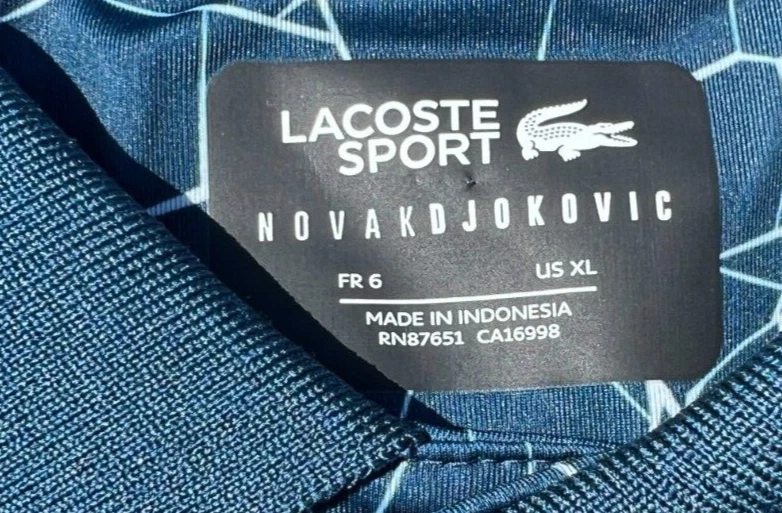 LACOSTE
SPORT
NOVAKDJOKOVIC
FR 6 US XL
MADE IN INDONESIA
RN87651 CA16998